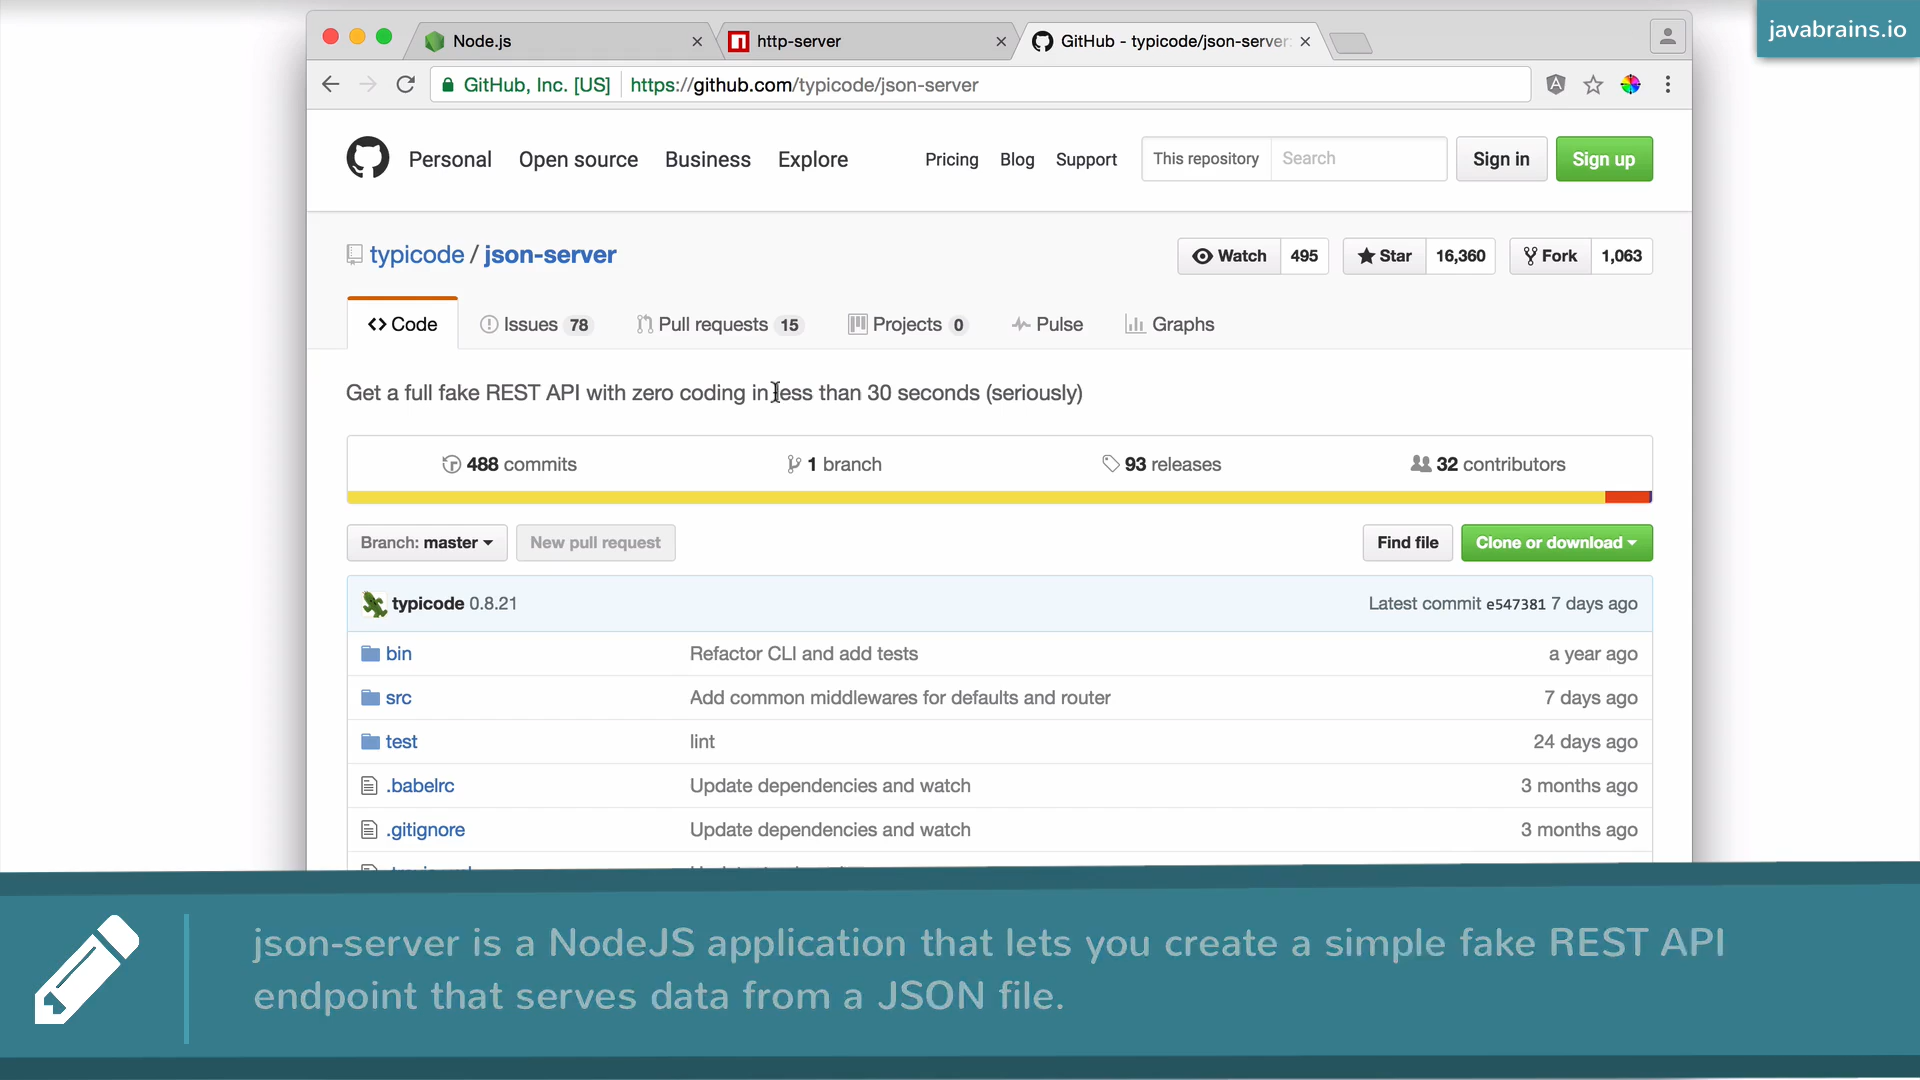 javabrains.io
Node.js
http-server
GitHub - typicode/json-server:
GitHub, Inc. [US]
https://github.com/typicode/json-server
Personal Open source Business Explore Pricing Blog Support This repository Search Sign in Sign up
typicode / json-server
Watch 495 Star 16,360 Fork 1,063
Code Issues 78 Pull requests 15 Projects 0 Pulse Graphs
Get a full fake REST API with zero coding in less than 30 seconds (seriously)
488 commits 1 branch 93 releases 32 contributors
Branch: master New pull request Find file Clone or download
typicode 0.8.21 Latest commit e547381 7 days ago
bin Refactor CLI and add tests a year ago
src Add common middlewares for defaults and router 7 days ago
test lint 24 days ago
.babelrc Update dependencies and watch 3 months ago
.gitignore Update dependencies and watch 3 months ago
json-server is a NodeJS application that lets you create a simple fake REST API
endpoint that serves data from a JSON file.